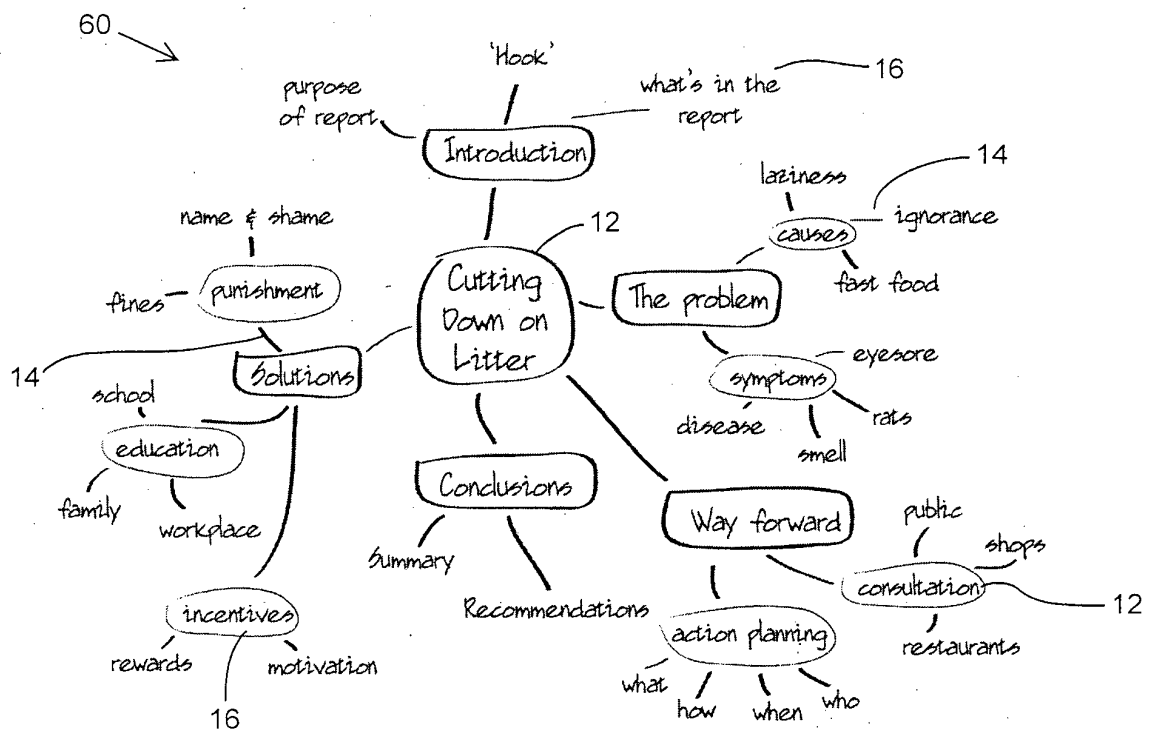 60
'Hook'
what's in the
report
16
purpose
of report
Introduction
14
laziness
ignorance
causes
fast food
name & shame
12
punishment
fines
Cutting
Down on
Litter
The problem
eyesore
symptoms
rats
disease
smell
14
Solutions
school
education
family
workplace
Conclusions
Summary
Recommendations
Way forward
public
shops
consultation
12
restaurants
action planning
what
how
when
who
incentives
rewards
motivation
16